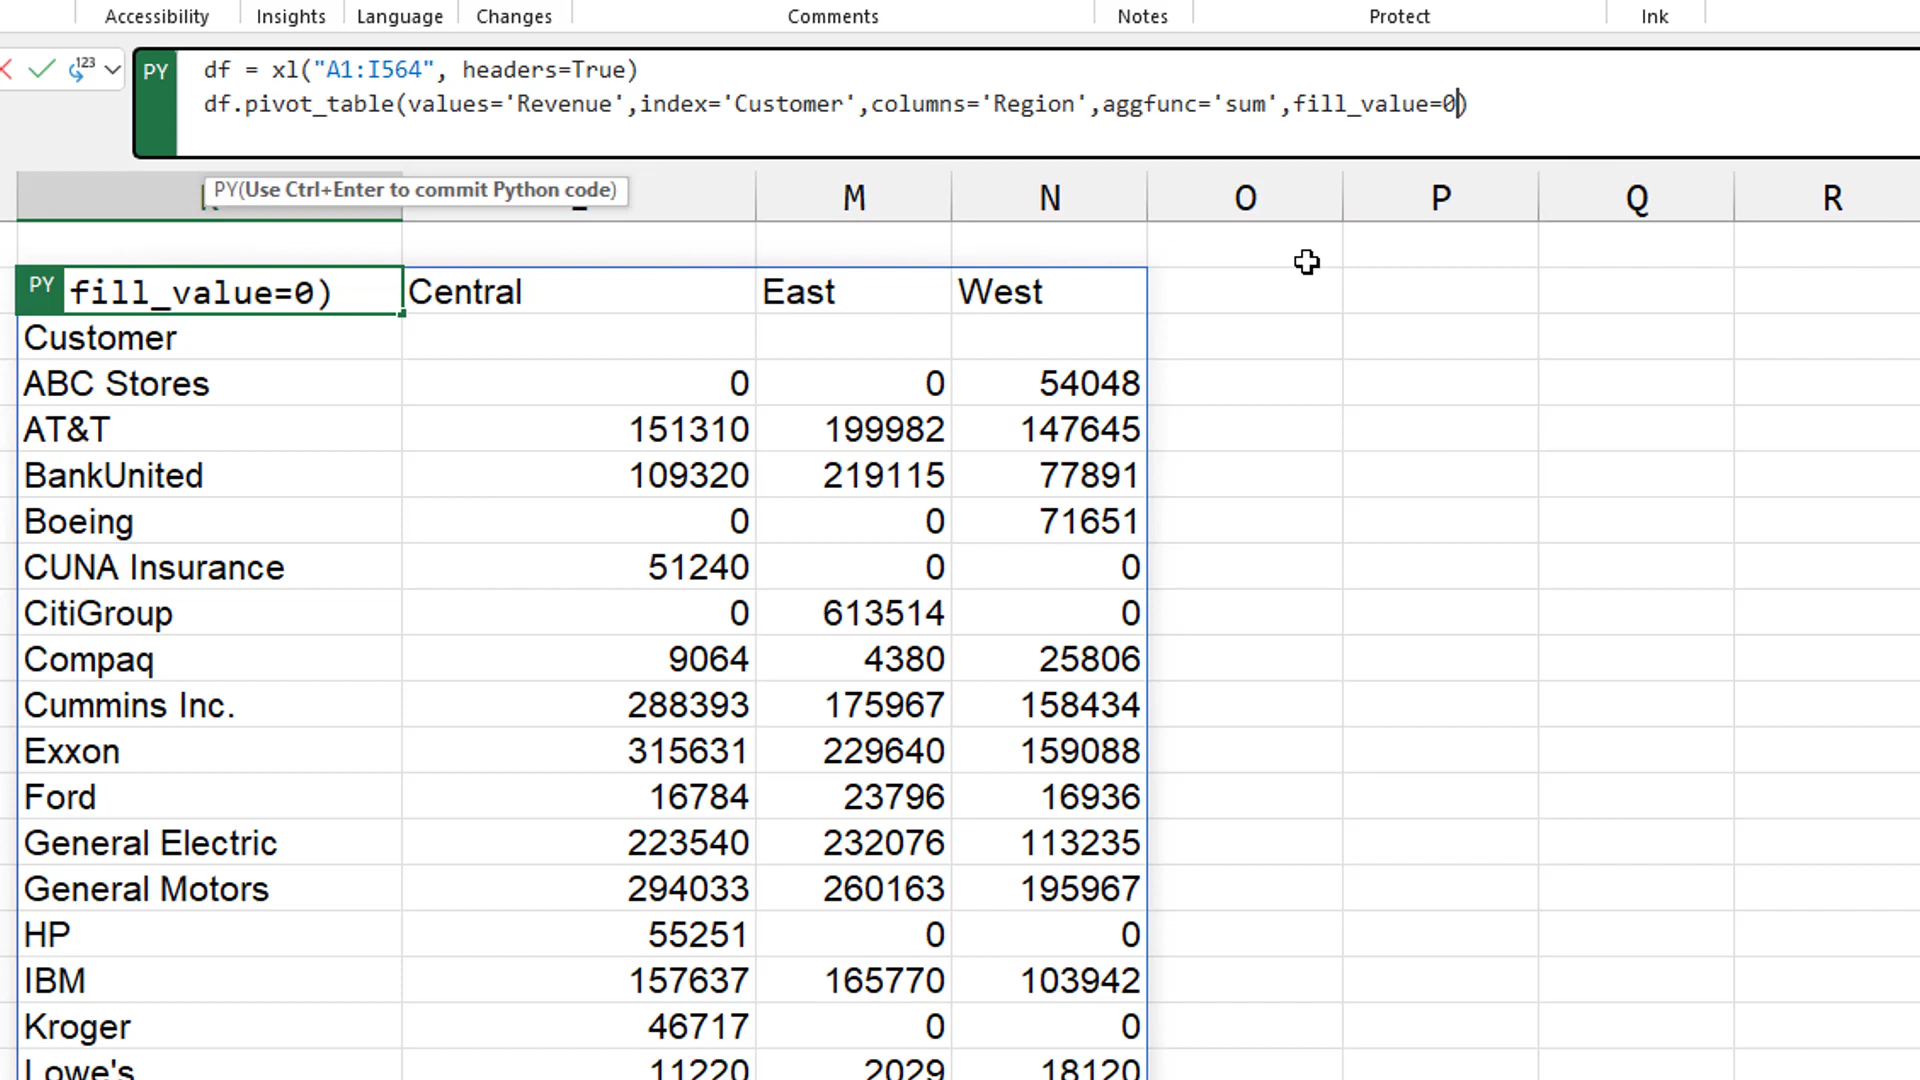 Accessibility Insights Language Changes Comments Notes Protect Ink
123 PY df = xl("A1:I564", headers=True)
df.pivot_table(values='Revenue',index='Customer',columns='Region',aggfunc='sum',fill_value=0)
PY(Use Ctrl+Enter to commit Python code)
M N O P Q R
PY fill_value=0) Central East West
Customer
ABC Stores 0 0 54048
AT&T 151310 199982 147645
BankUnited 109320 219115 77891
Boeing 0 0 71651
CUNA Insurance 51240 0 0
CitiGroup 0 613514 0
Compaq 9064 4380 25806
Cummins Inc. 288393 175967 158434
Exxon 315631 229640 159088
Ford 16784 23796 16936
General Electric 223540 232076 113235
General Motors 294033 260163 195967
HP 55251 0 0
IBM 157637 165770 103942
Kroger 46717 0 0
Lowe's 11220 2029 18120